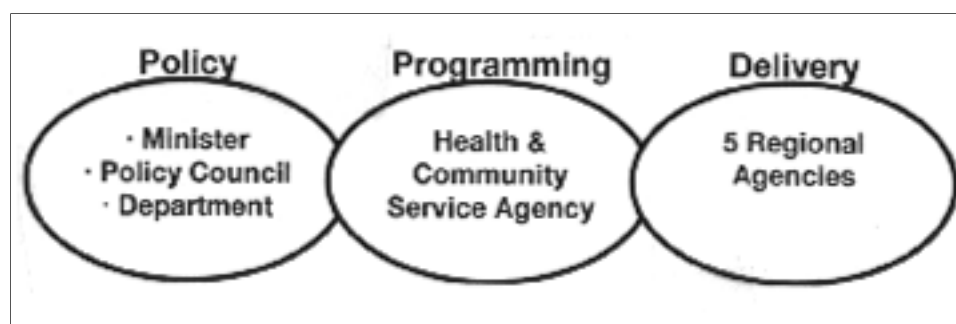 Policy
Programming
Delivery
· Minister
· Policy Council
· Department
Health &
Community
Service Agency
5 Regional
Agencies